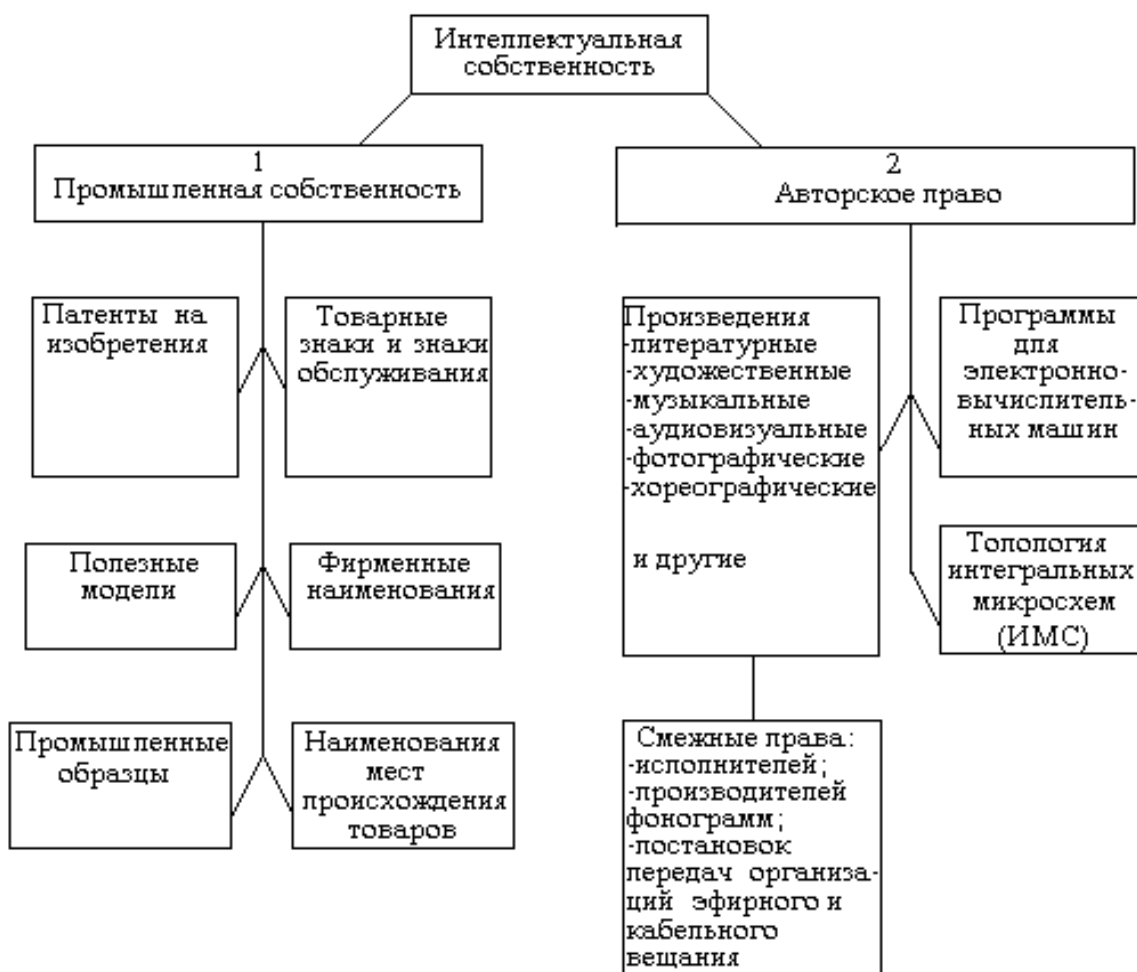 Интеллектуальная
собственность
1
Промышленная собственность
2
Авторское право
Патенты на
изобретения
Товарные
знаки и знаки
обслуживания
Полезные
модели
Фирменные
наименования
Промышленные
образцы
Наименования
мест
происхождения
товаров
Произведения
-литературные
-художественные
-музыкальные
-аудиовизуальные
-фотографические
-хореографические
и другие
Программы
для
электронно-
вычислитель-
ных машин
Топология
интегральных
микросхем
(ИМС)
Смежные права:
-исполнителей;
-производителей
фонограмм;
-постановок
передач организа-
ций эфирного и
кабельного
вещания